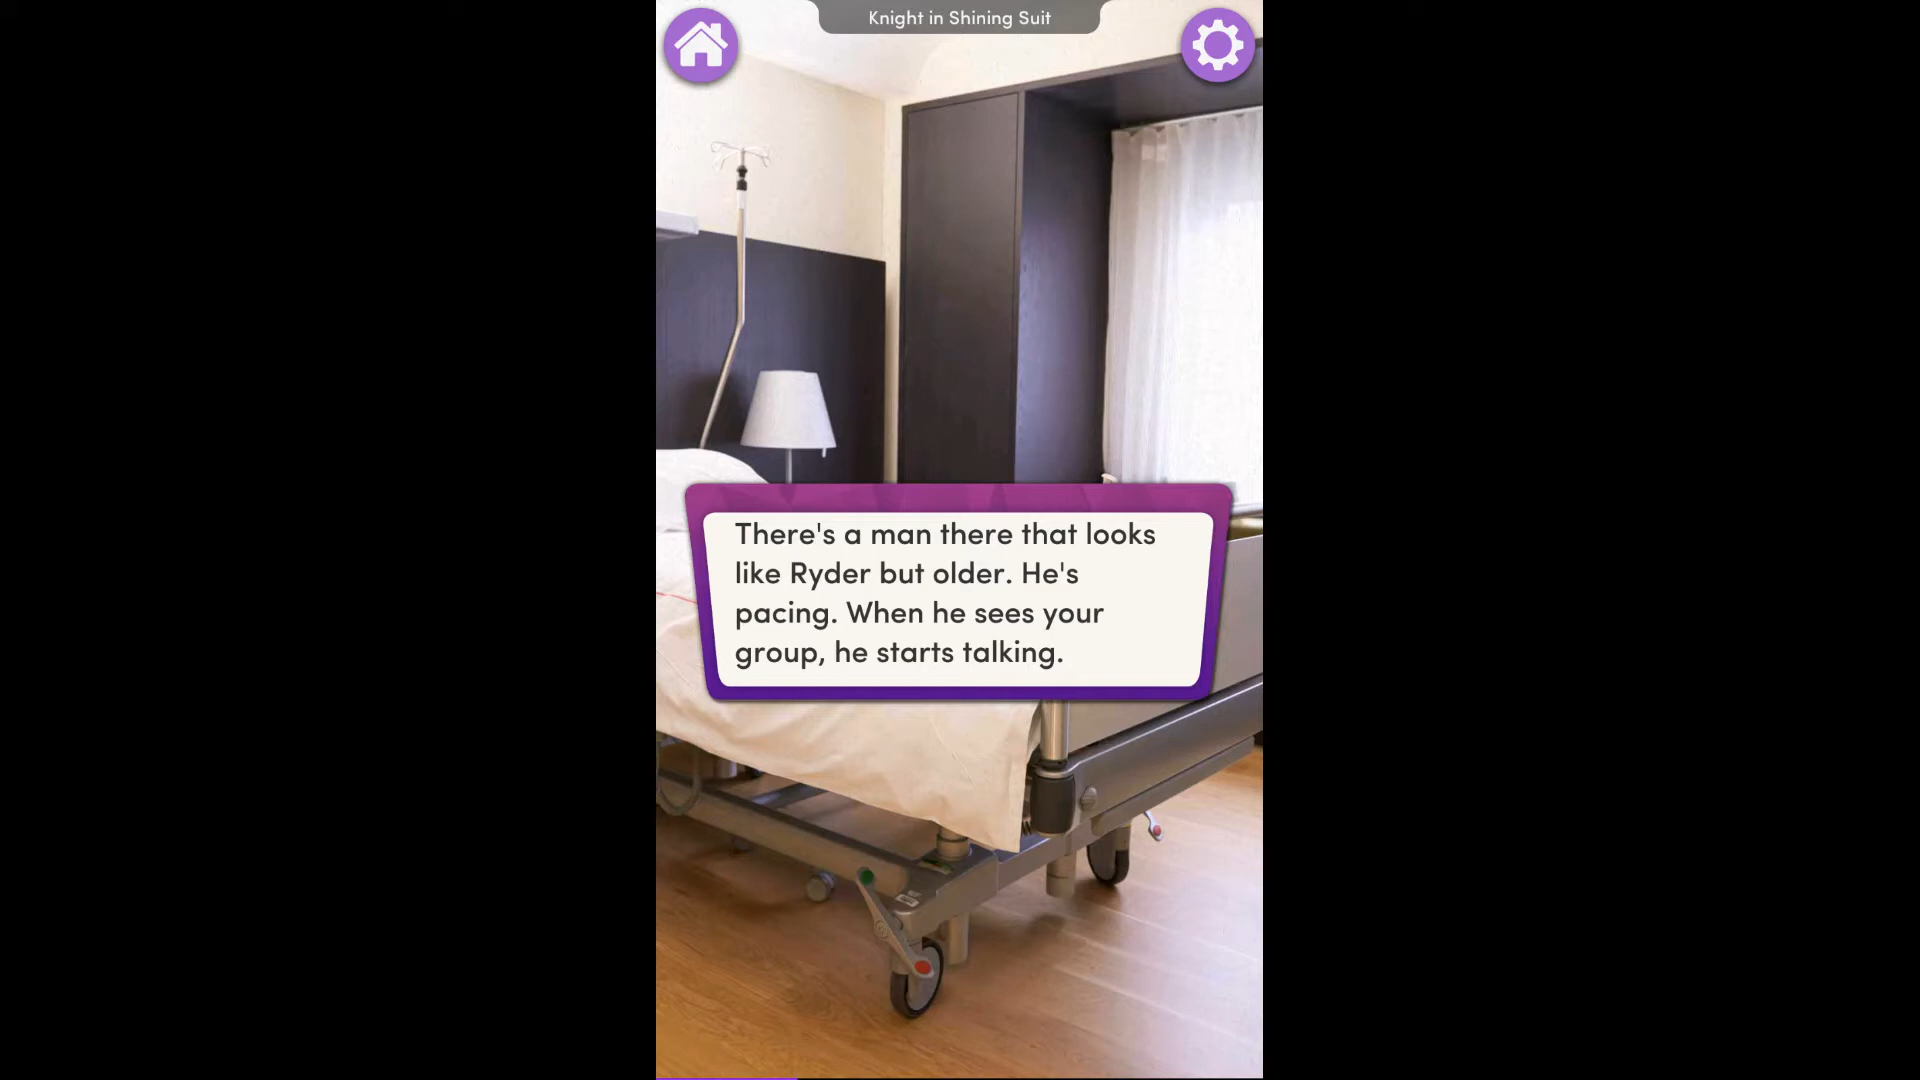 Knight in Shining Suit
There's a man there that looks
like Ryder but older. He's
pacing. When he sees your
group, he starts talking.